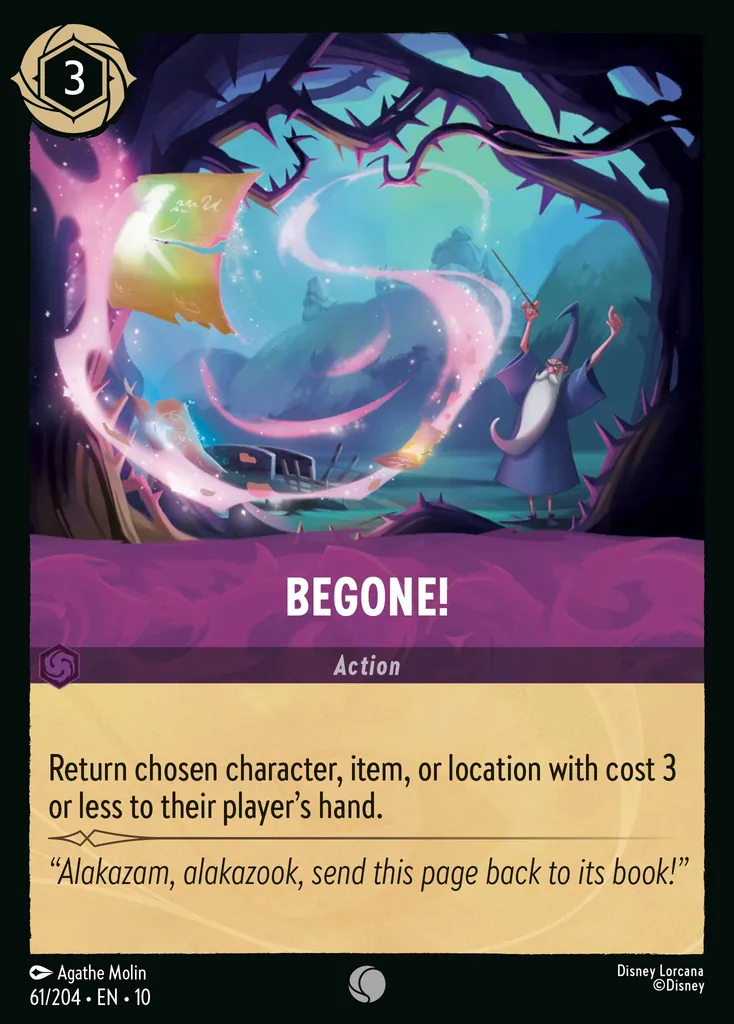 3
BEGONE!
Action
Return chosen character, item, or location with cost 3
or less to their player’s hand.
“Alakazam, alakazook, send this page back to its book!”
Agathe Molin
Disney Lorcana
61/204 • EN • 10
©Disney